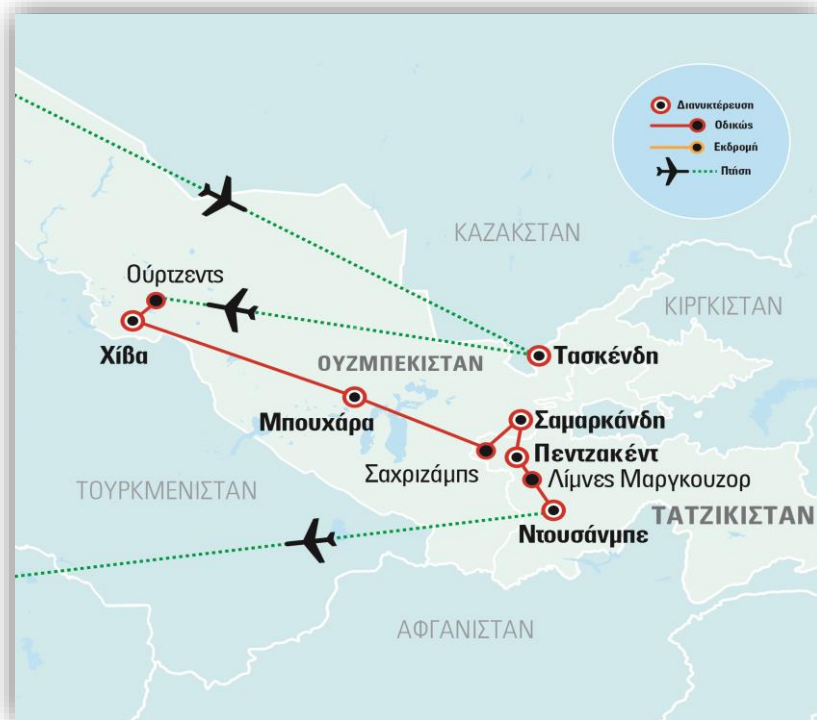 Διανυκτέρευση
Οδικώς
Εκδρομή
Πτήση
ΚΑΖΑΚΣΤΑΝ
ΚΙΡΓΚΙΣΤΑΝ
Ούρτζεντς
Χίβα
ΟΥΖΜΠΕΚΙΣΤΑΝ
Τασκένδη
Μπουχάρα
Σαμαρκάνδη
Πεντζακέντ
Σαχριζάμπς
Λίμνες Μαργκουζορ
ΤΟΥΡΚΜΕΝΙΣΤΑΝ
ΤΑΤΖΙΚΙΣΤΑΝ
Ντουσάνμπε
ΑΦΓΑΝΙΣΤΑΝ